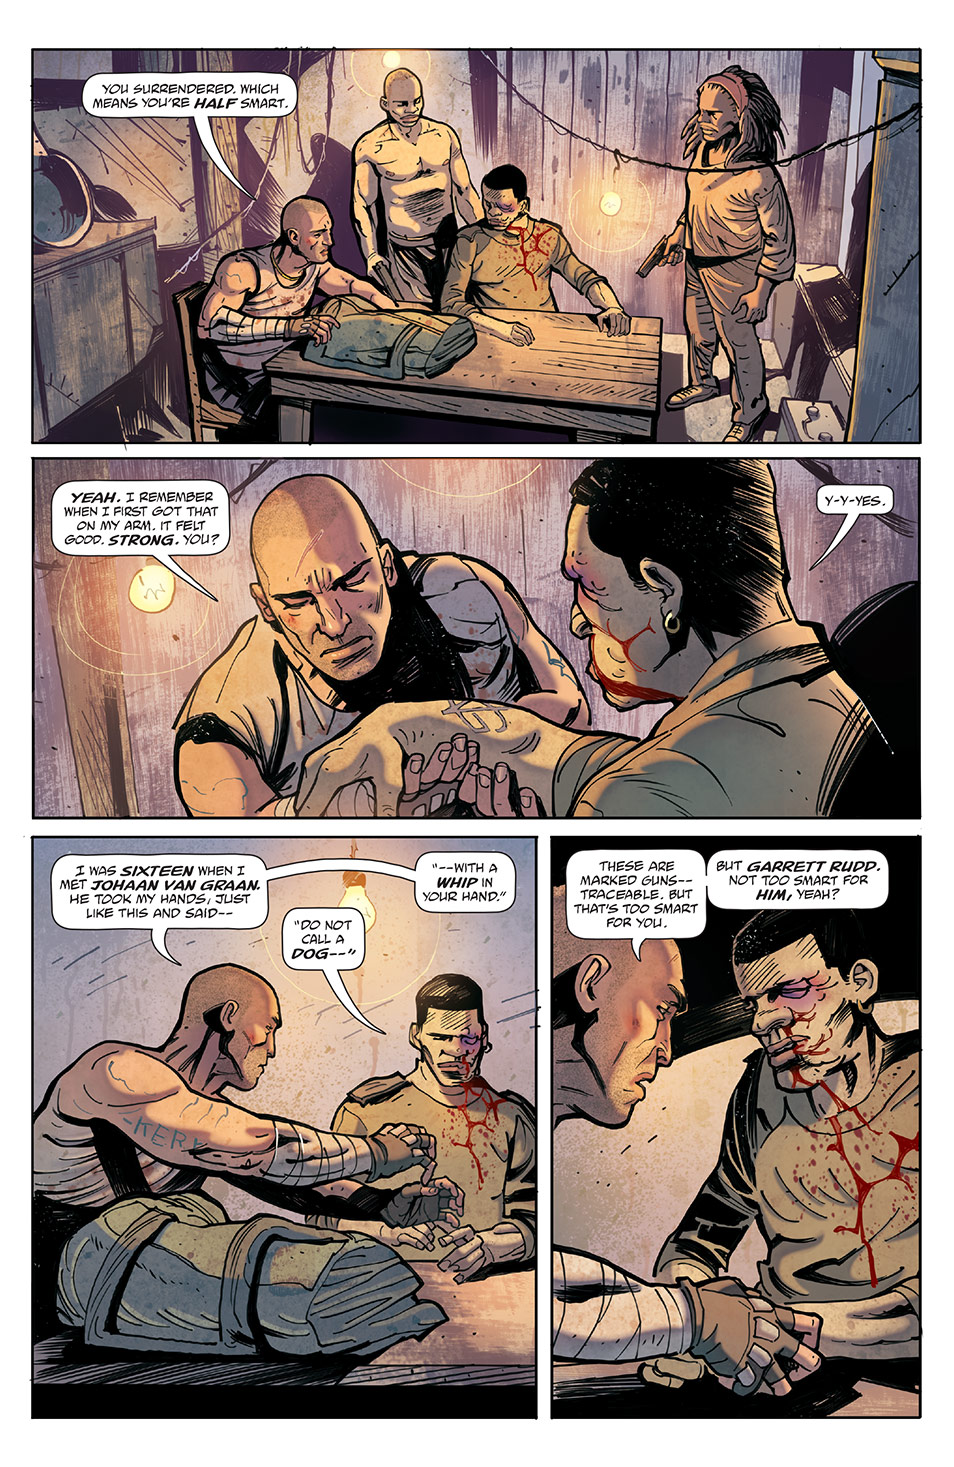 YOU SURRENDERED. WHICH
MEANS YOU'RE HALF SMART.
YEAH. I REMEMBER
WHEN I FIRST GOT THAT
ON MY ARM. IT FELT
GOOD. STRONG. YOU?
Y-Y-YES.
I WAS SIXTEEN WHEN I
MET JOHAAN VAN GRAAN.
HE TOOK MY HANDS, JUST
LIKE THIS AND SAID--
"DO NOT
CALL A
DOG--"
"--WITH A
WHIP IN
YOUR HAND."
THESE ARE
MARKED GUNS--
TRACEABLE. BUT
THAT'S TOO SMART
FOR YOU.
BUT GARRETT RUDD.
NOT TOO SMART FOR
HIM, YEAH?